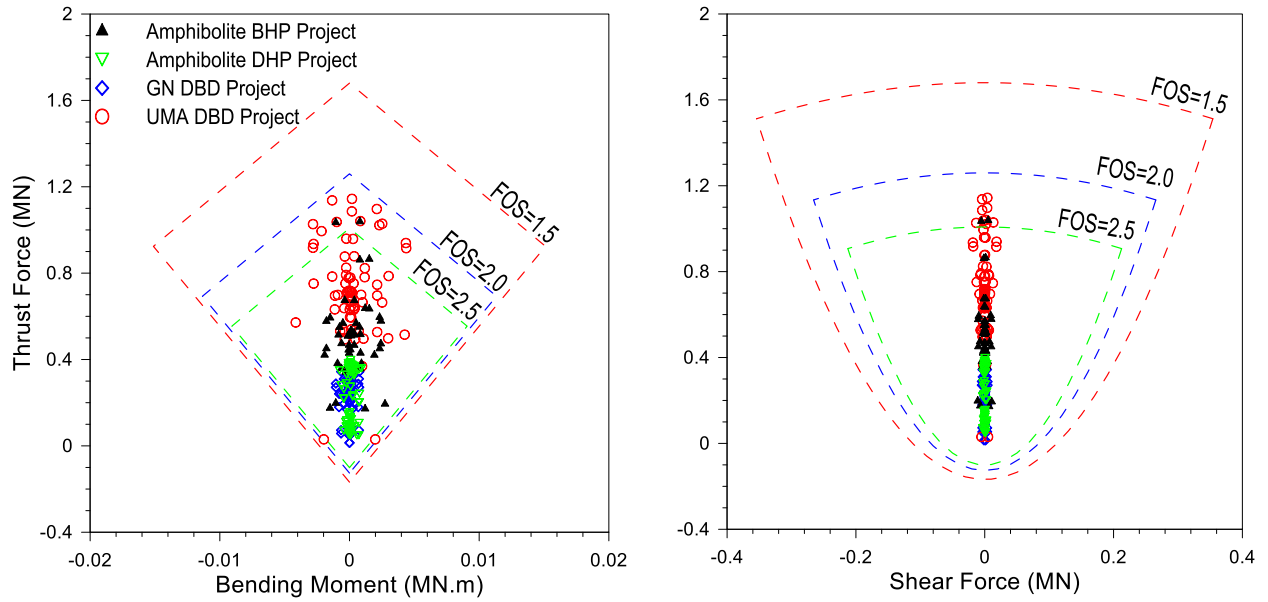 2
1.6
1.2
0.8
0.4
0
-0.4
Thrust Force (MN)
Amphibolite BHP Project
Amphibolite DHP Project
GN DBD Project
UMA DBD Project
FOS=1.5
FOS=2.0
FOS=2.5
-0.02
-0.01
0
0.01
0.02
Bending Moment (MN.m)
2
1.6
1.2
0.8
0.4
0
-0.4
FOS=1.5
FOS=2.0
FOS=2.5
-0.4
-0.2
0
0.2
0.4
Shear Force (MN)